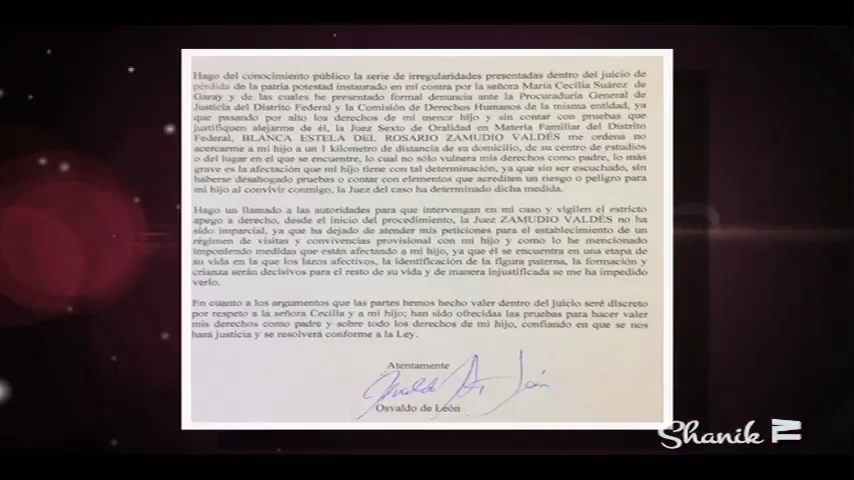 Hago del conocimiento público la serie de irregularidades presentadas dentro del juicio de
pérdida de la patria potestad instaurado en mi contra por la señora María Cecilia Suárez de
Garay y de las cuales he presentado formal denuncia ante la Procuraduría General de
Justicia del Distrito Federal y la Comisión de Derechos Humanos de la misma entidad, ya
que pasando por alto los derechos de mi menor hijo y sin contar con pruebas que
justifiquen alejarme de él, la Juez Sexto de Oralidad en Materia Familiar del Distrito
Federal, BLANCA ESTELA DEL ROSARIO ZAMUDIO VALDÉS me ordena no
acercarme a mi hijo a un 1 kilometro de distancia de su domicilio, de su centro de estudios
o del lugar en el que se encuentre, lo cual no sólo vulnera mis derechos como padre, lo más
grave es la afectación que mi hijo tiene con tal determinación, ya que sin ser escuchado, sin
haberse desahogado pruebas o contar con elementos que acrediten un riesgo o peligro para
mi hijo al convivir conmigo, la Juez del caso ha determinado dicha medida.
Hago un llamado a las autoridades para que intervengan en mi caso y vigilen el estricto
apego a derecho, desde el inicio del procedimiento, la Juez ZAMUDIO VALDÉS no ha
sido imparcial, ya que ha dejado de atender mis peticiones para el establecimiento de un
régimen de visitas y convivencias provisional con mi hijo y como lo he mencionado
imponiendo medidas que están afectando a mi hijo, ya que él se encuentra en una etapa de
su vida en la que los lazos afectivos, la identificación de la figura paterna, la formación y
crianza serán decisivos para el resto de su vida y de manera injustificada se me ha impedido
verlo.
En cuanto a los argumentos que las partes hemos hecho valer dentro del juicio seré discreto
por respeto a la señora Cecilia y a mi hijo; han sido ofrecidas las pruebas para hacer valer
mis derechos como padre y sobre todo los derechos de mi hijo, confiando en que se nos
hará justicia y se resolverá conforme a la Ley.
Atentamente
Osvaldo de León
Osvaldo de León
Shanik